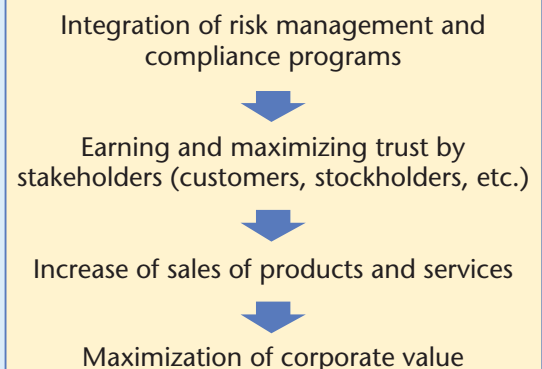 Integration of risk management and
compliance programs
Earning and maximizing trust by
stakeholders (customers, stockholders, etc.)
Increase of sales of products and services
Maximization of corporate value